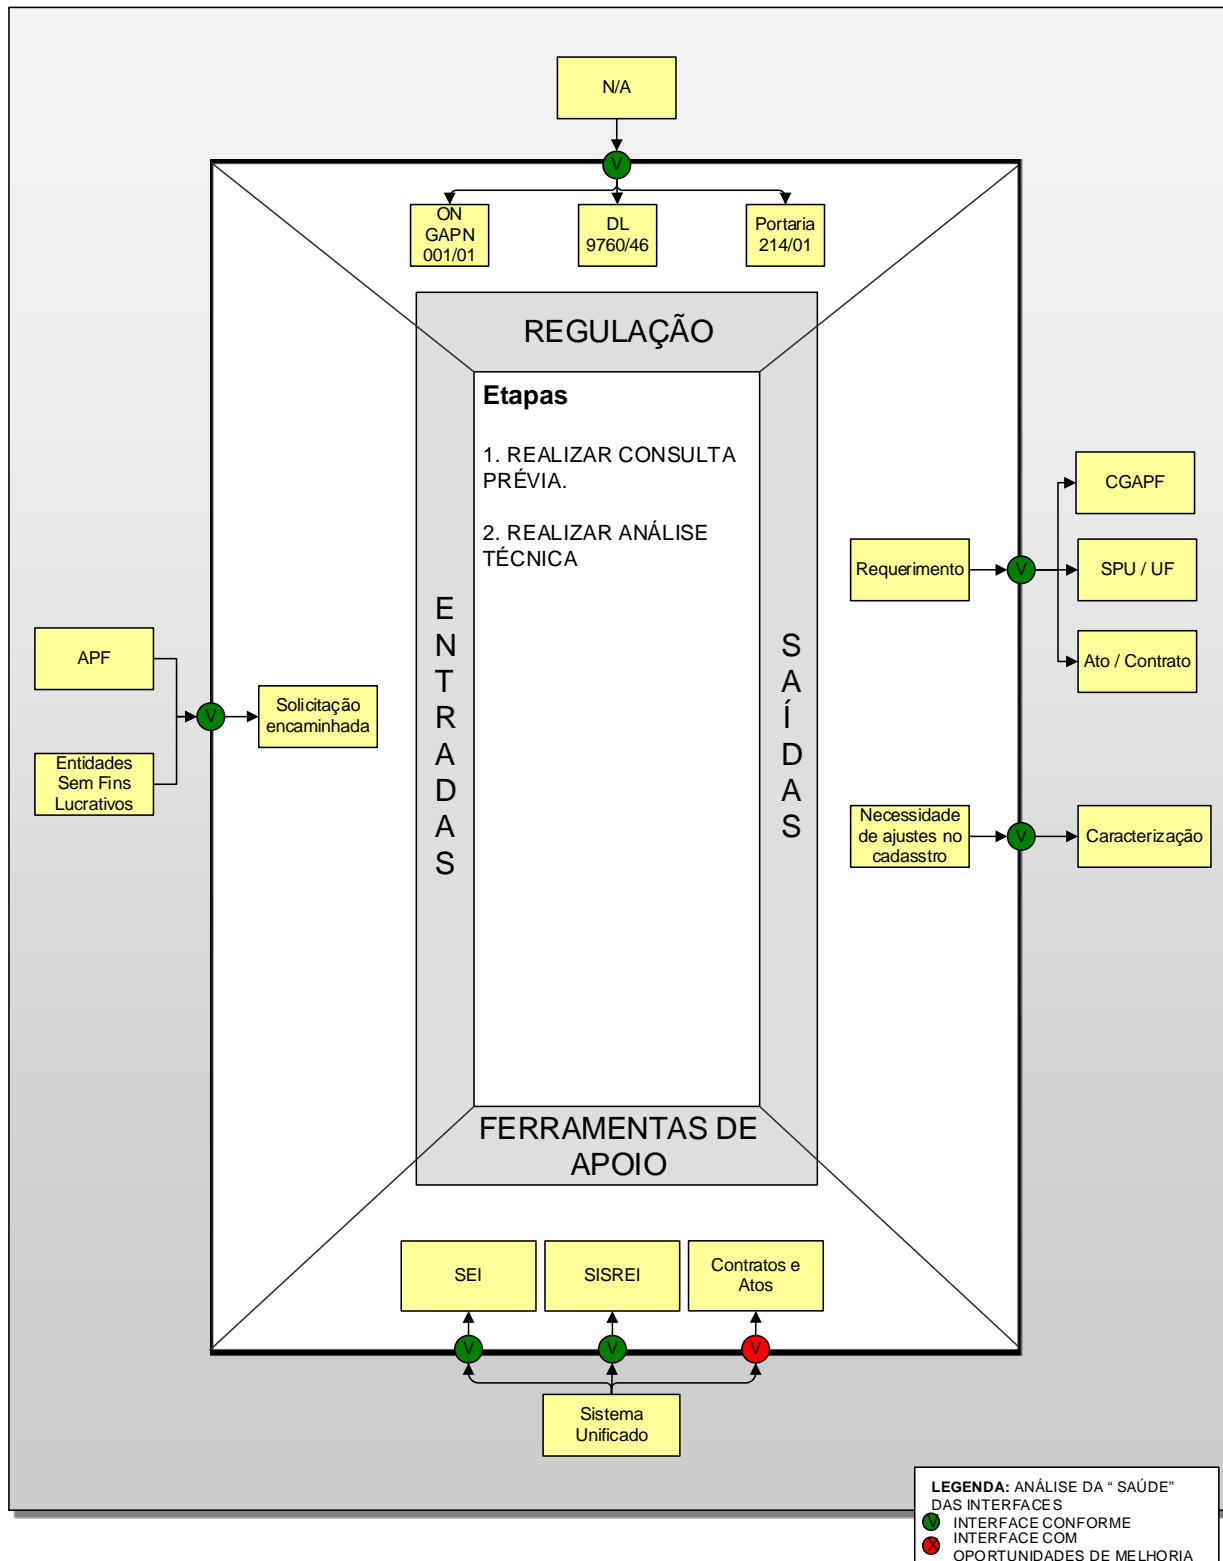 N/A
V
ON
GAPN
001/01
DL
9760/46
Portaria
214/01
REGULAÇÃO
Etapas
1. REALIZAR CONSULTA
PRÉVIA.
2. REALIZAR ANÁLISE
TÉCNICA
ENTRADAS
SAÍDAS
APF
Entidades
Sem Fins
Lucrativos
V
Solicitação
encaminhada
Requerimento
V
CGAPF
SPU / UF
Ato / Contrato
Necessidade
de ajustes no
cadasstro
V
Caracterização
FERRAMENTAS DE
APOIO
SEI
SISREI
Contratos e
Atos
V
V
V
Sistema
Unificado
LEGENDA: ANÁLISE DA “ SAÚDE”
DAS INTERFACES
V INTERFACE CONFORME
X INTERFACE COM
OPORTUNIDADES DE MELHORIA